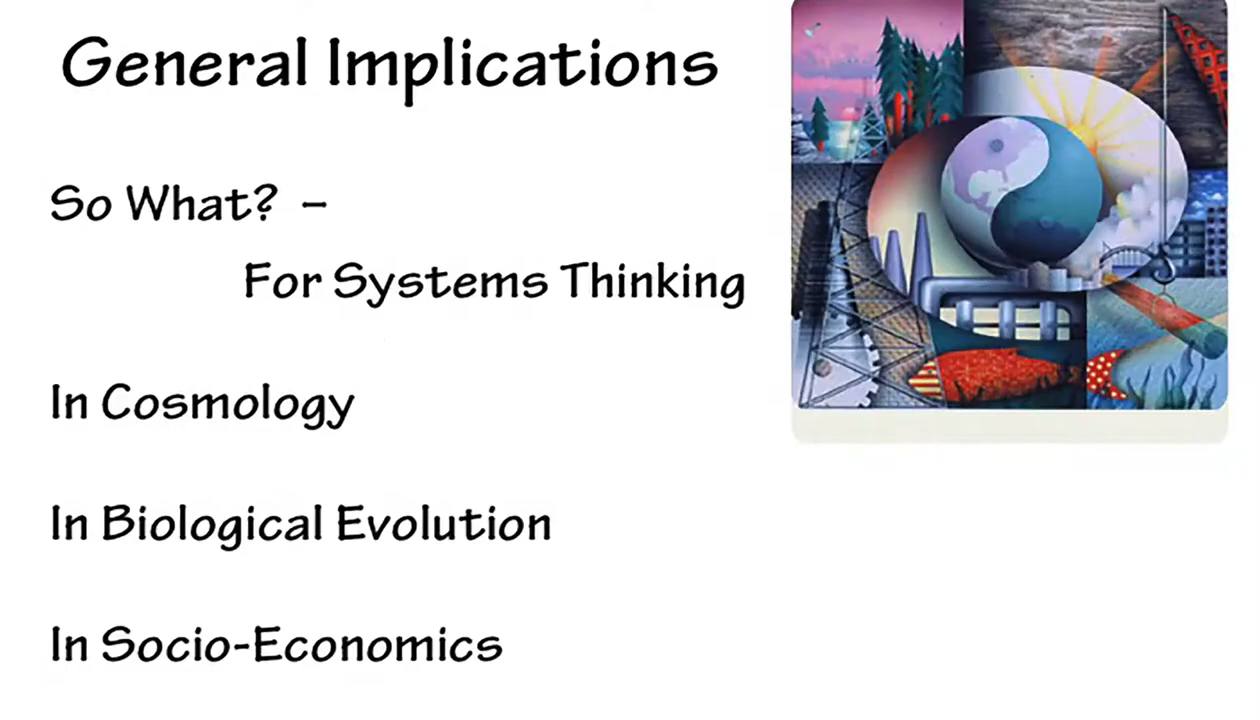 General Implications
So What? –
For Systems Thinking
In Cosmology
In Biological Evolution
In Socio-Economics